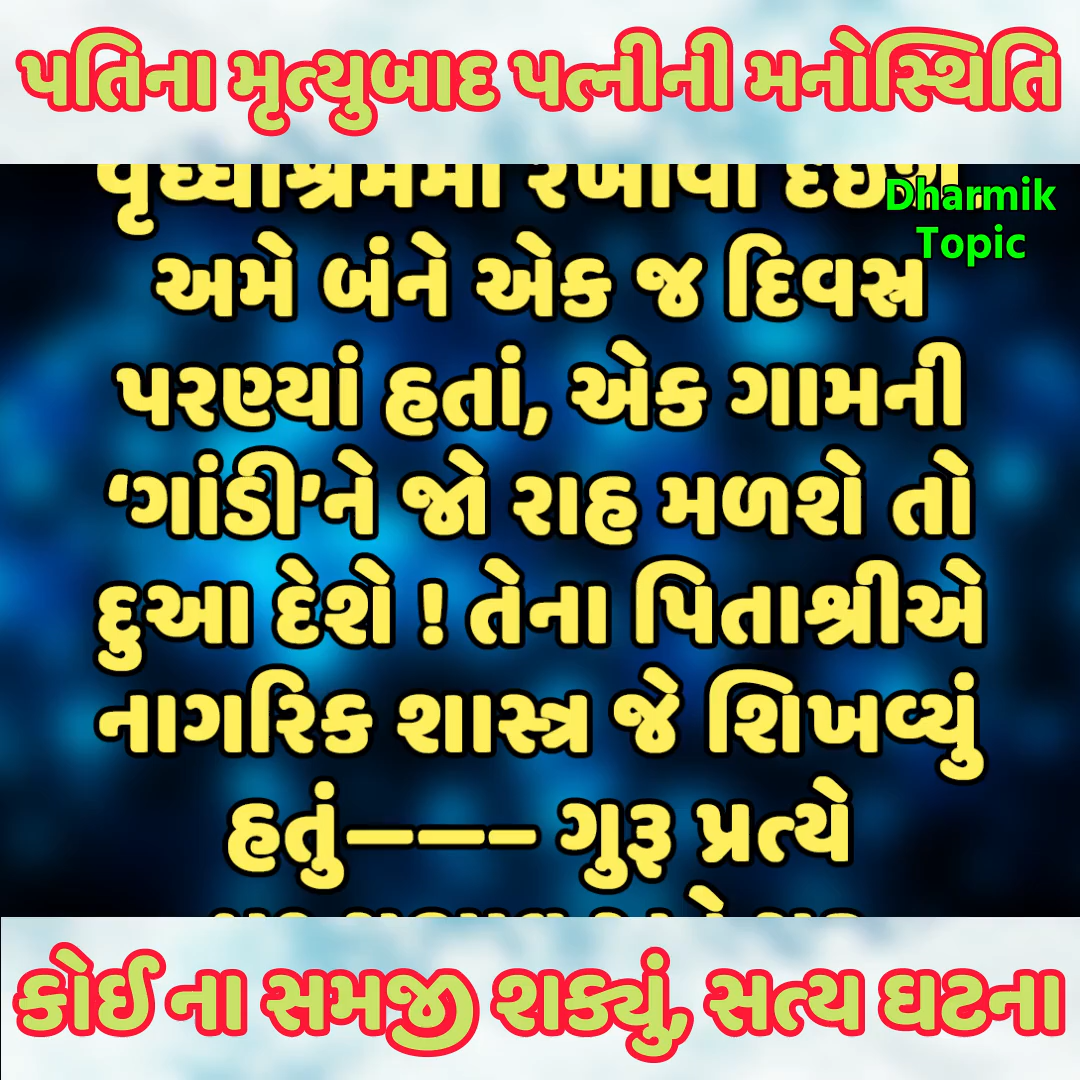 પતિના મૃત્યુબાદ પત્નીની મનોસ્થિતિ
Dharmik
Topic
અમે બંને એક જ દિવસ
પરણ્યાં હતાં, એક ગામની
‘ગાંડી’ને જો રાહ મળશે તો
દુઆ દેશે ! તેના પિતાશ્રીએ
નાગરિક શાસ્ત્ર જે શિખવ્યું
હતું——— ગુરૂ પ્રત્યે
કોઈ ના સમજી શક્યું, સત્ય ઘટના